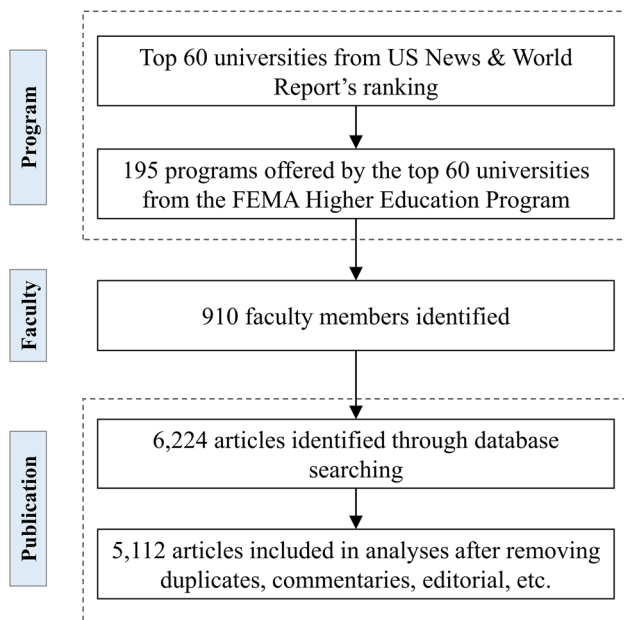 Program
Top 60 universities from US News & World
Report's ranking
195 programs offered by the top 60 universities
from the FEMA Higher Education Program
Faculty
910 faculty members identified
Publication
6,224 articles identified through database
searching
5,112 articles included in analyses after removing
duplicates, commentaries, editorial, etc.